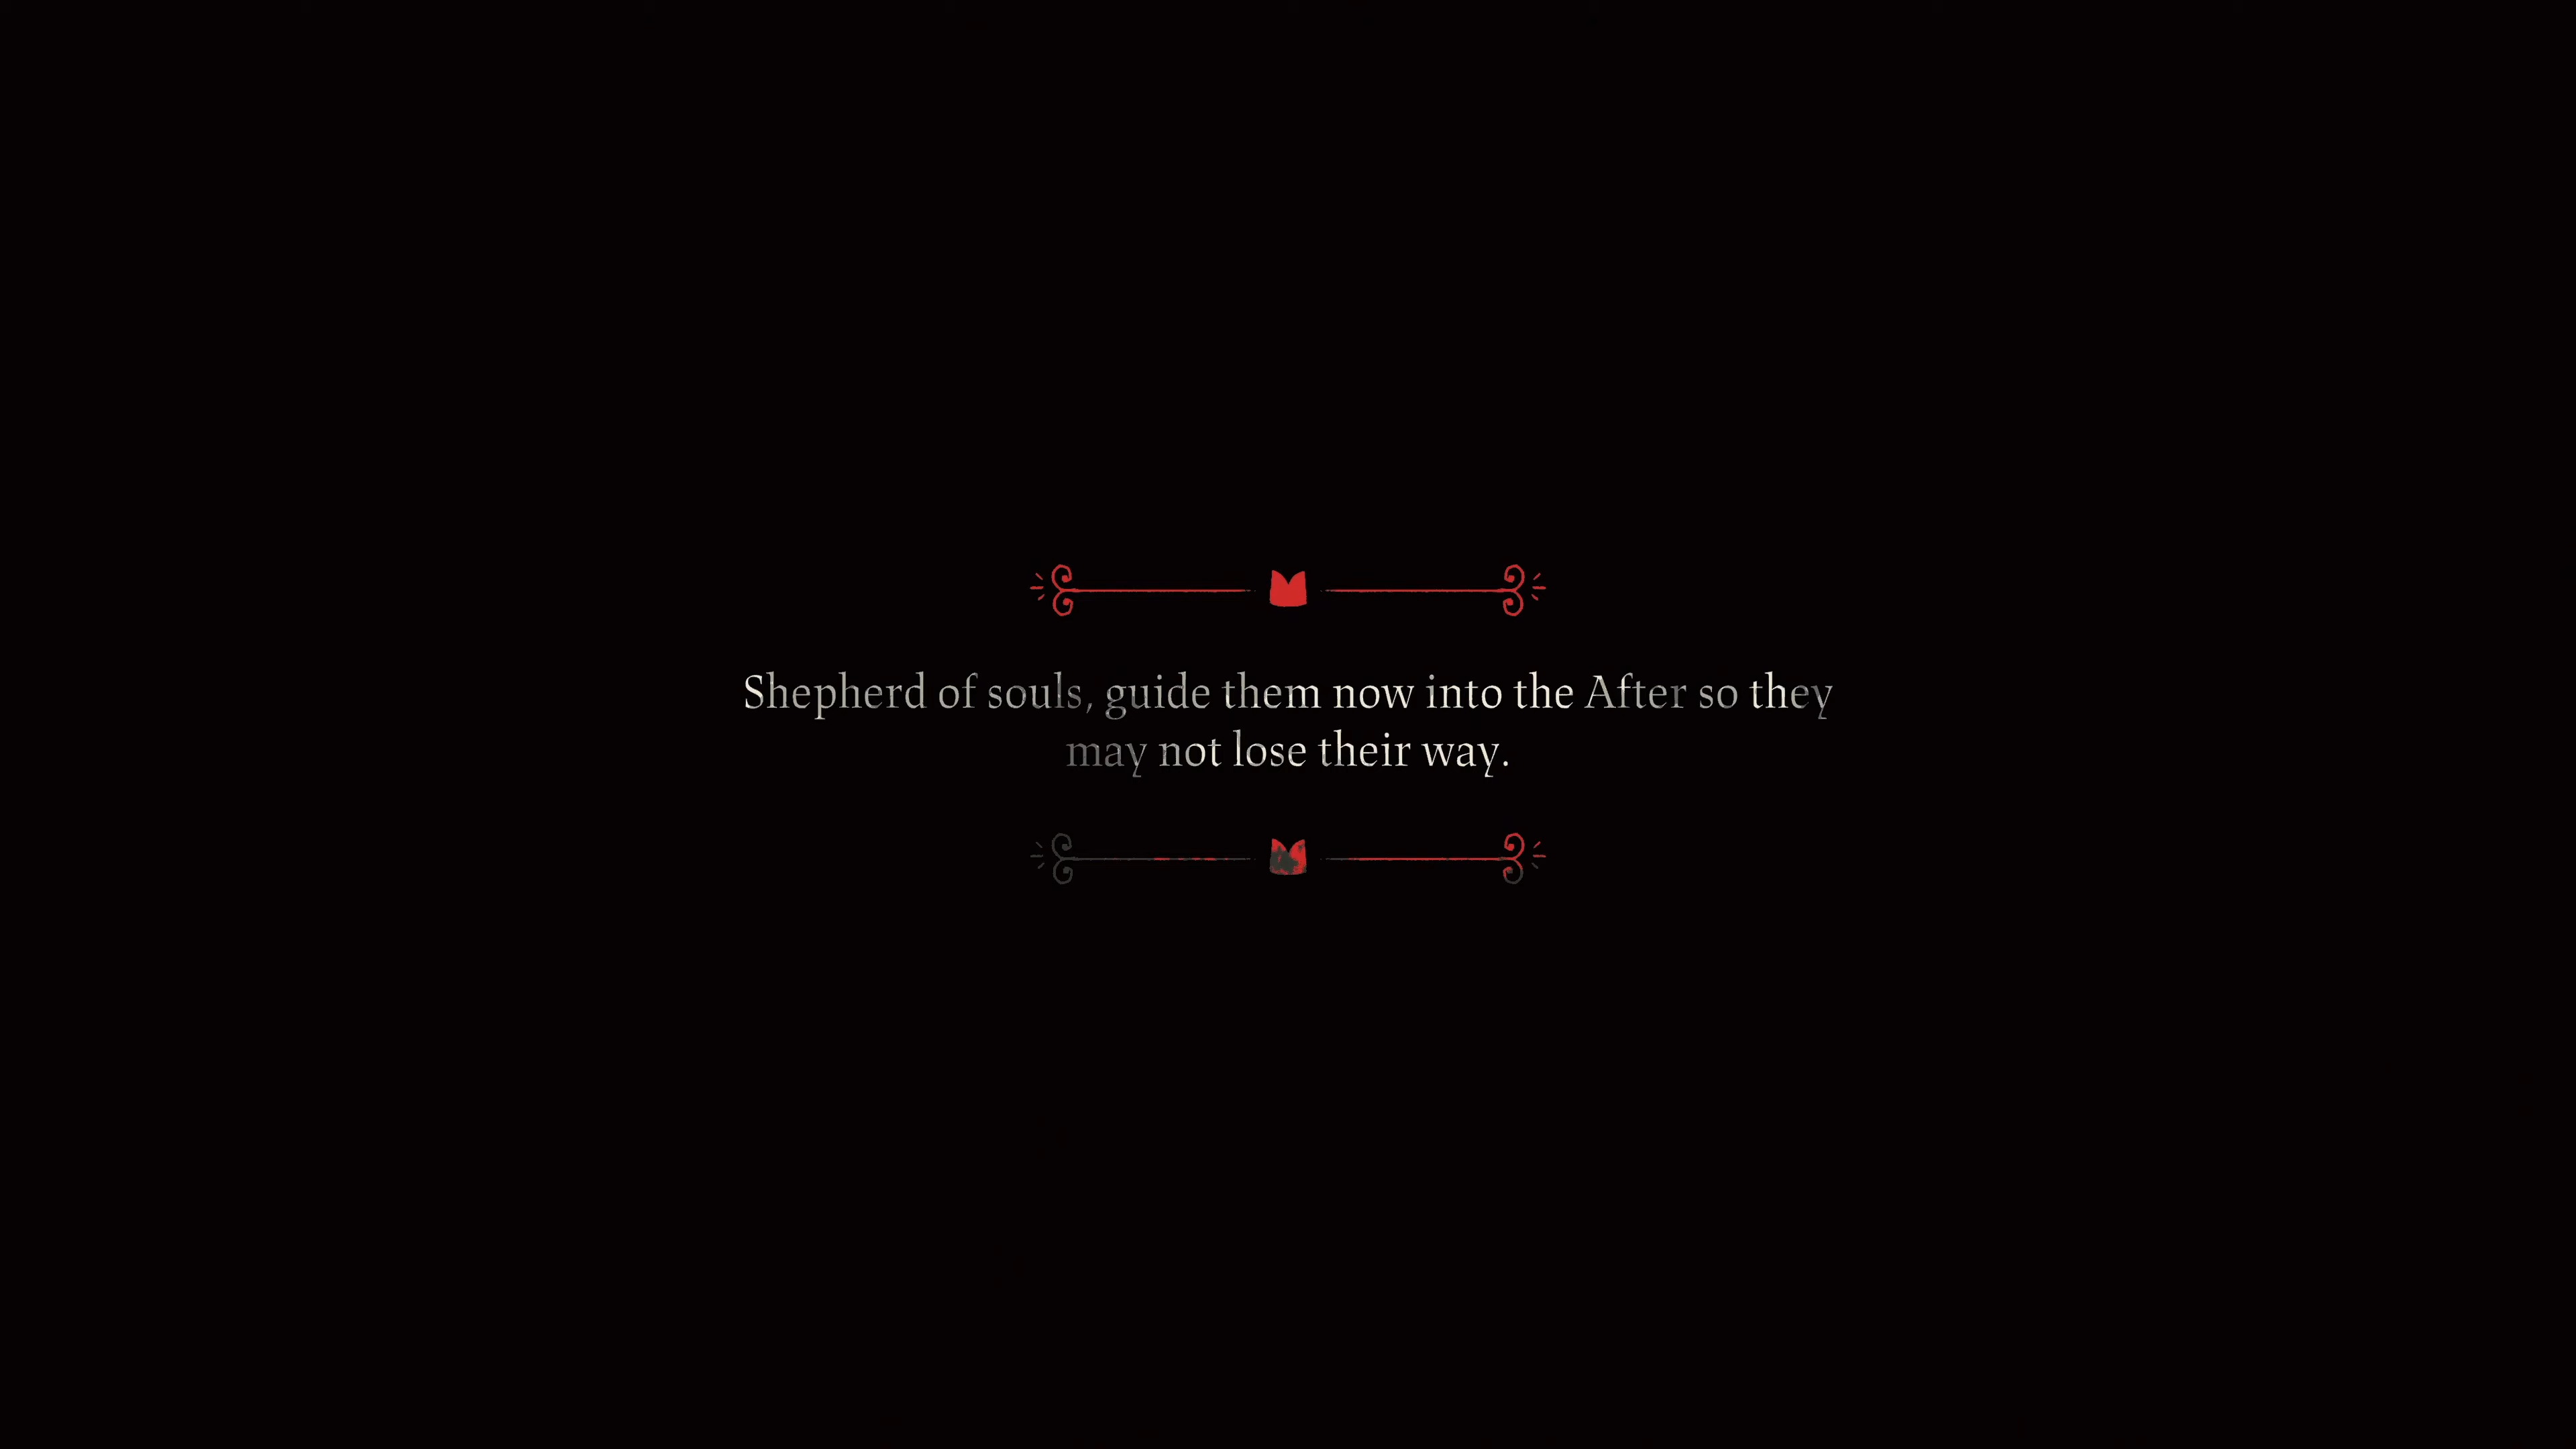 Shepherd of souls, guide them now into the After so they
may not lose their way.